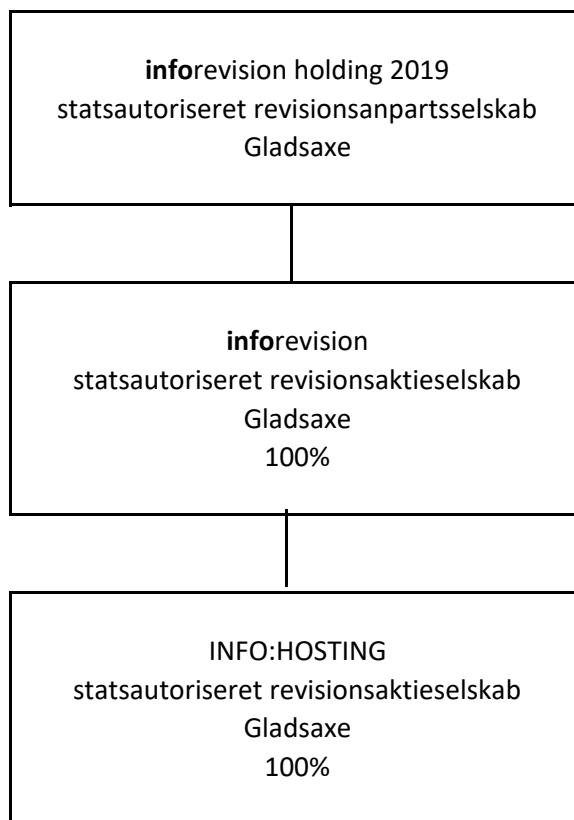 inforevision holding 2019
statsautoriseret revisionsanpartsselskab
Gladsaxe
inforevision
statsautoriseret revisionsaktieselskab
Gladsaxe
100%
INFO:HOSTING
statsautoriseret revisionsaktieselskab
Gladsaxe
100%